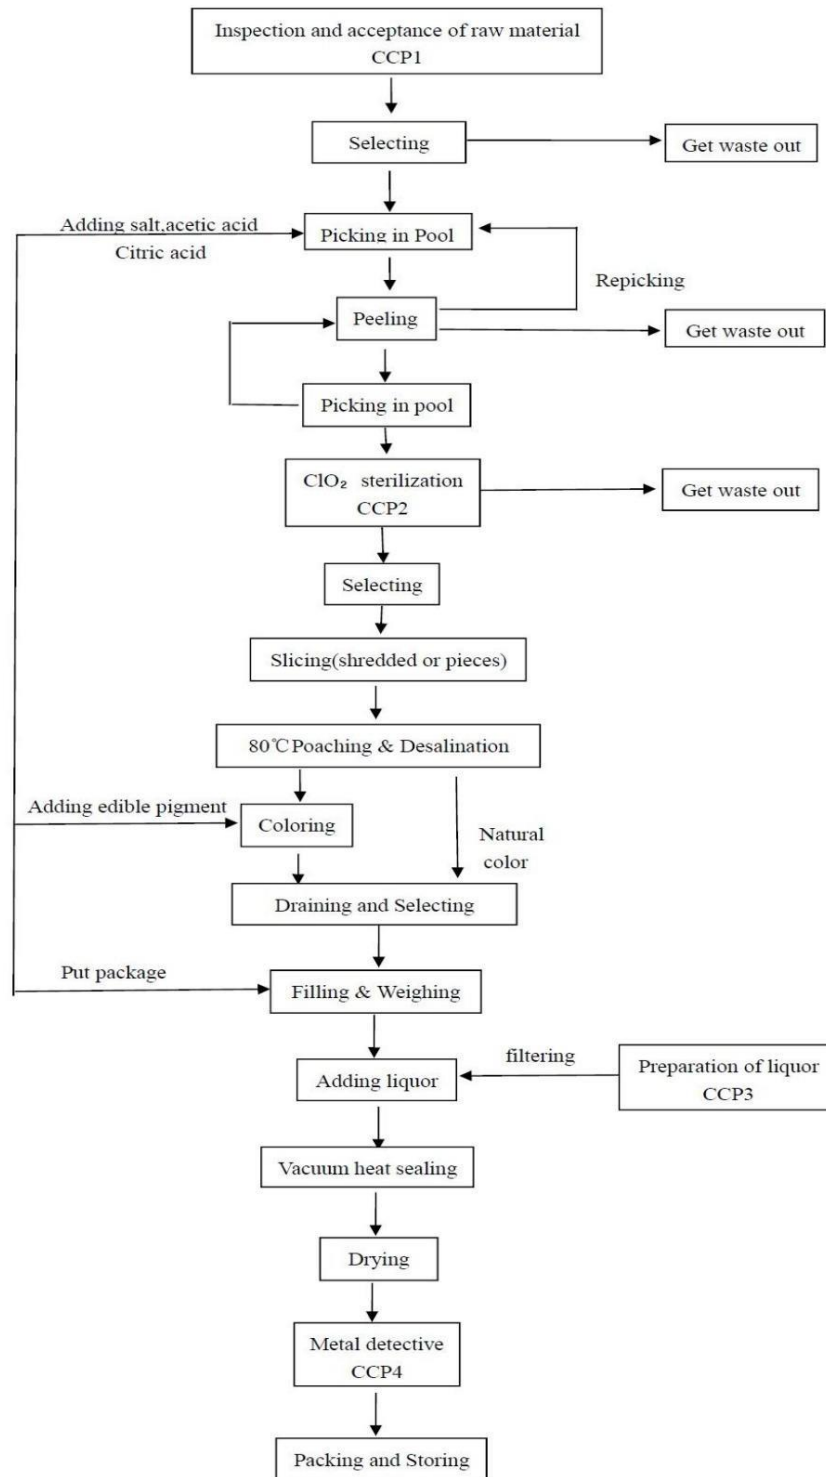 Inspection and acceptance of raw material
CCP1
Selecting
Get waste out
Adding salt,acetic acid
Citric acid
Picking in Pool
Repicking
Peeling
Get waste out
Picking in pool
ClO₂ sterilization
CCP2
Get waste out
Selecting
Slicing(shredded or pieces)
80℃Poaching & Desalination
Adding edible pigment
Coloring
Natural
color
Draining and Selecting
Put package
Filling & Weighing
filtering
Preparation of liquor
CCP3
Adding liquor
Vacuum heat sealing
Drying
Metal detective
CCP4
Packing and Storing